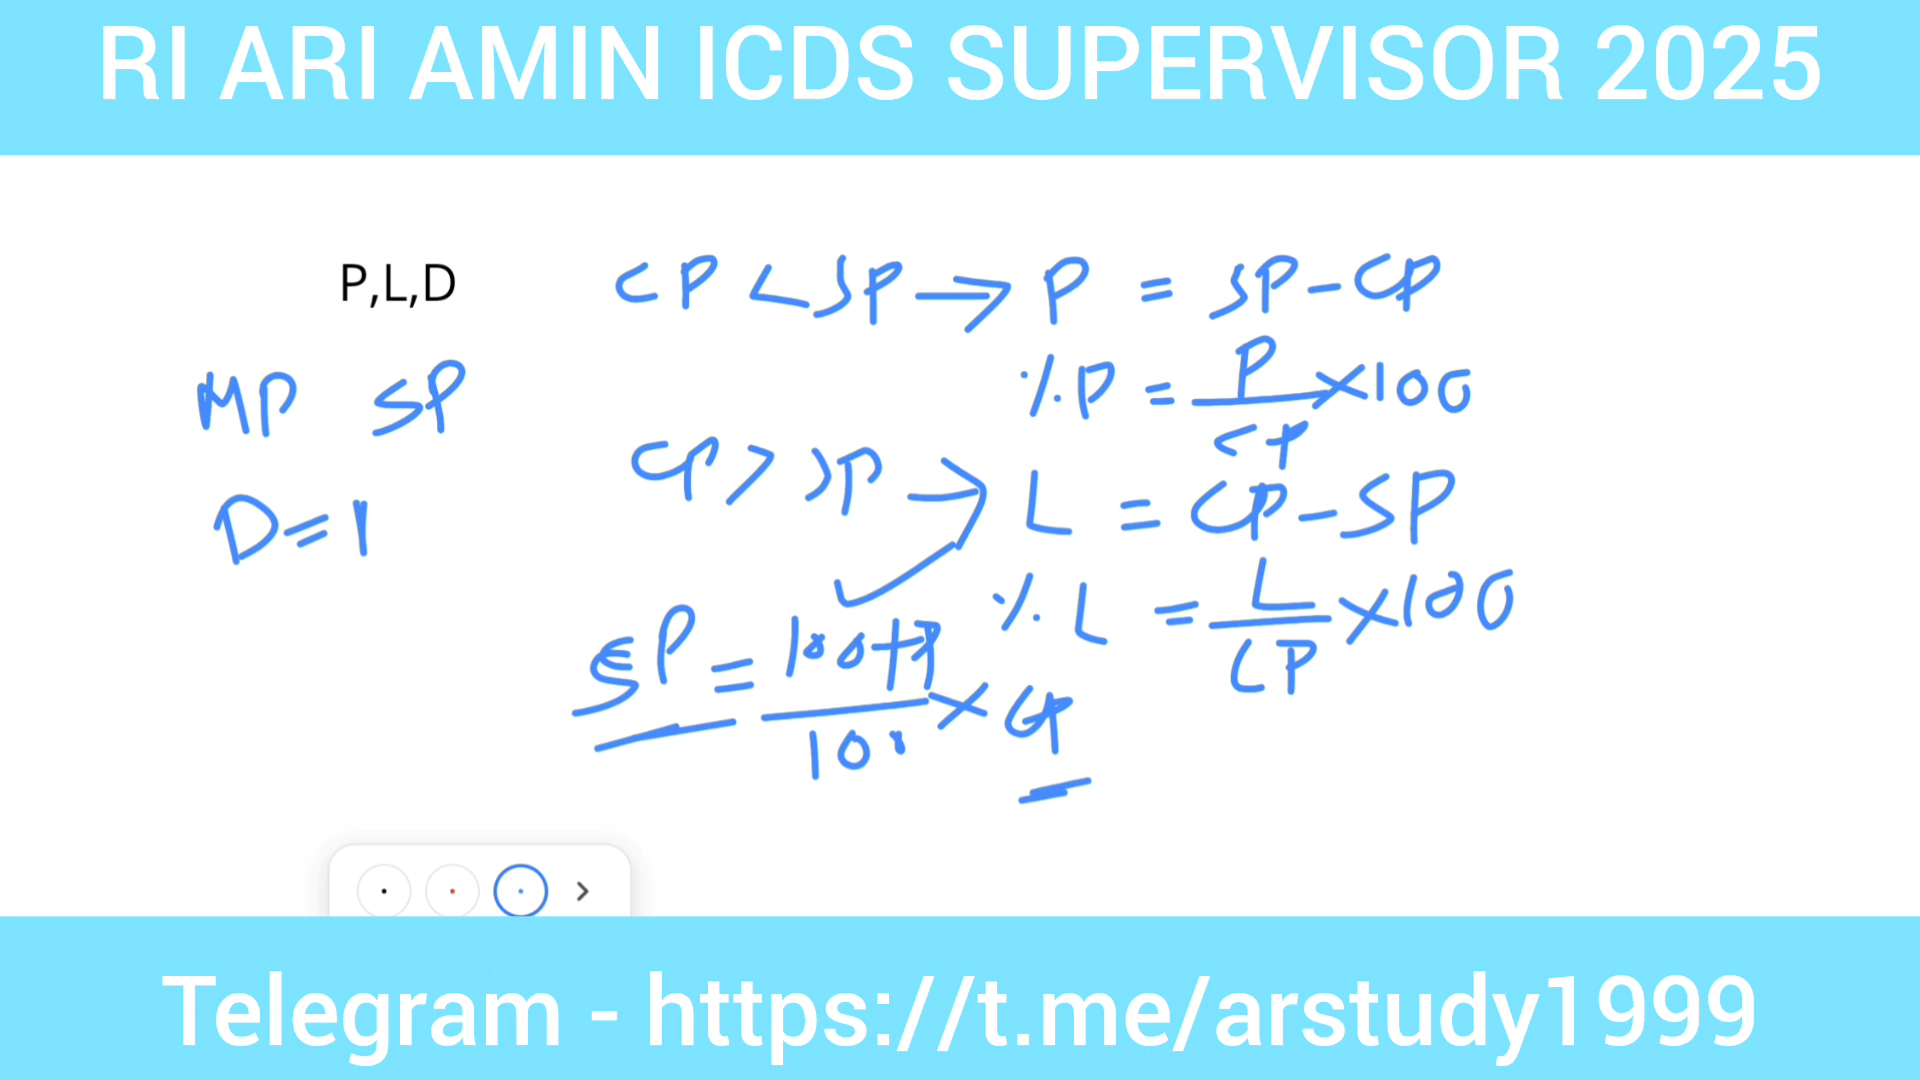 RI ARI AMIN ICDS SUPERVISOR 2025
P,L,D
CP < SP → P = SP - CP
%P = P/CP × 100
MP SP
CP > SP → L = CP - SP
D = 1
%L = L/CP × 100
SP = 100+P/100 × CP
Telegram - https://t.me/arstudy1999